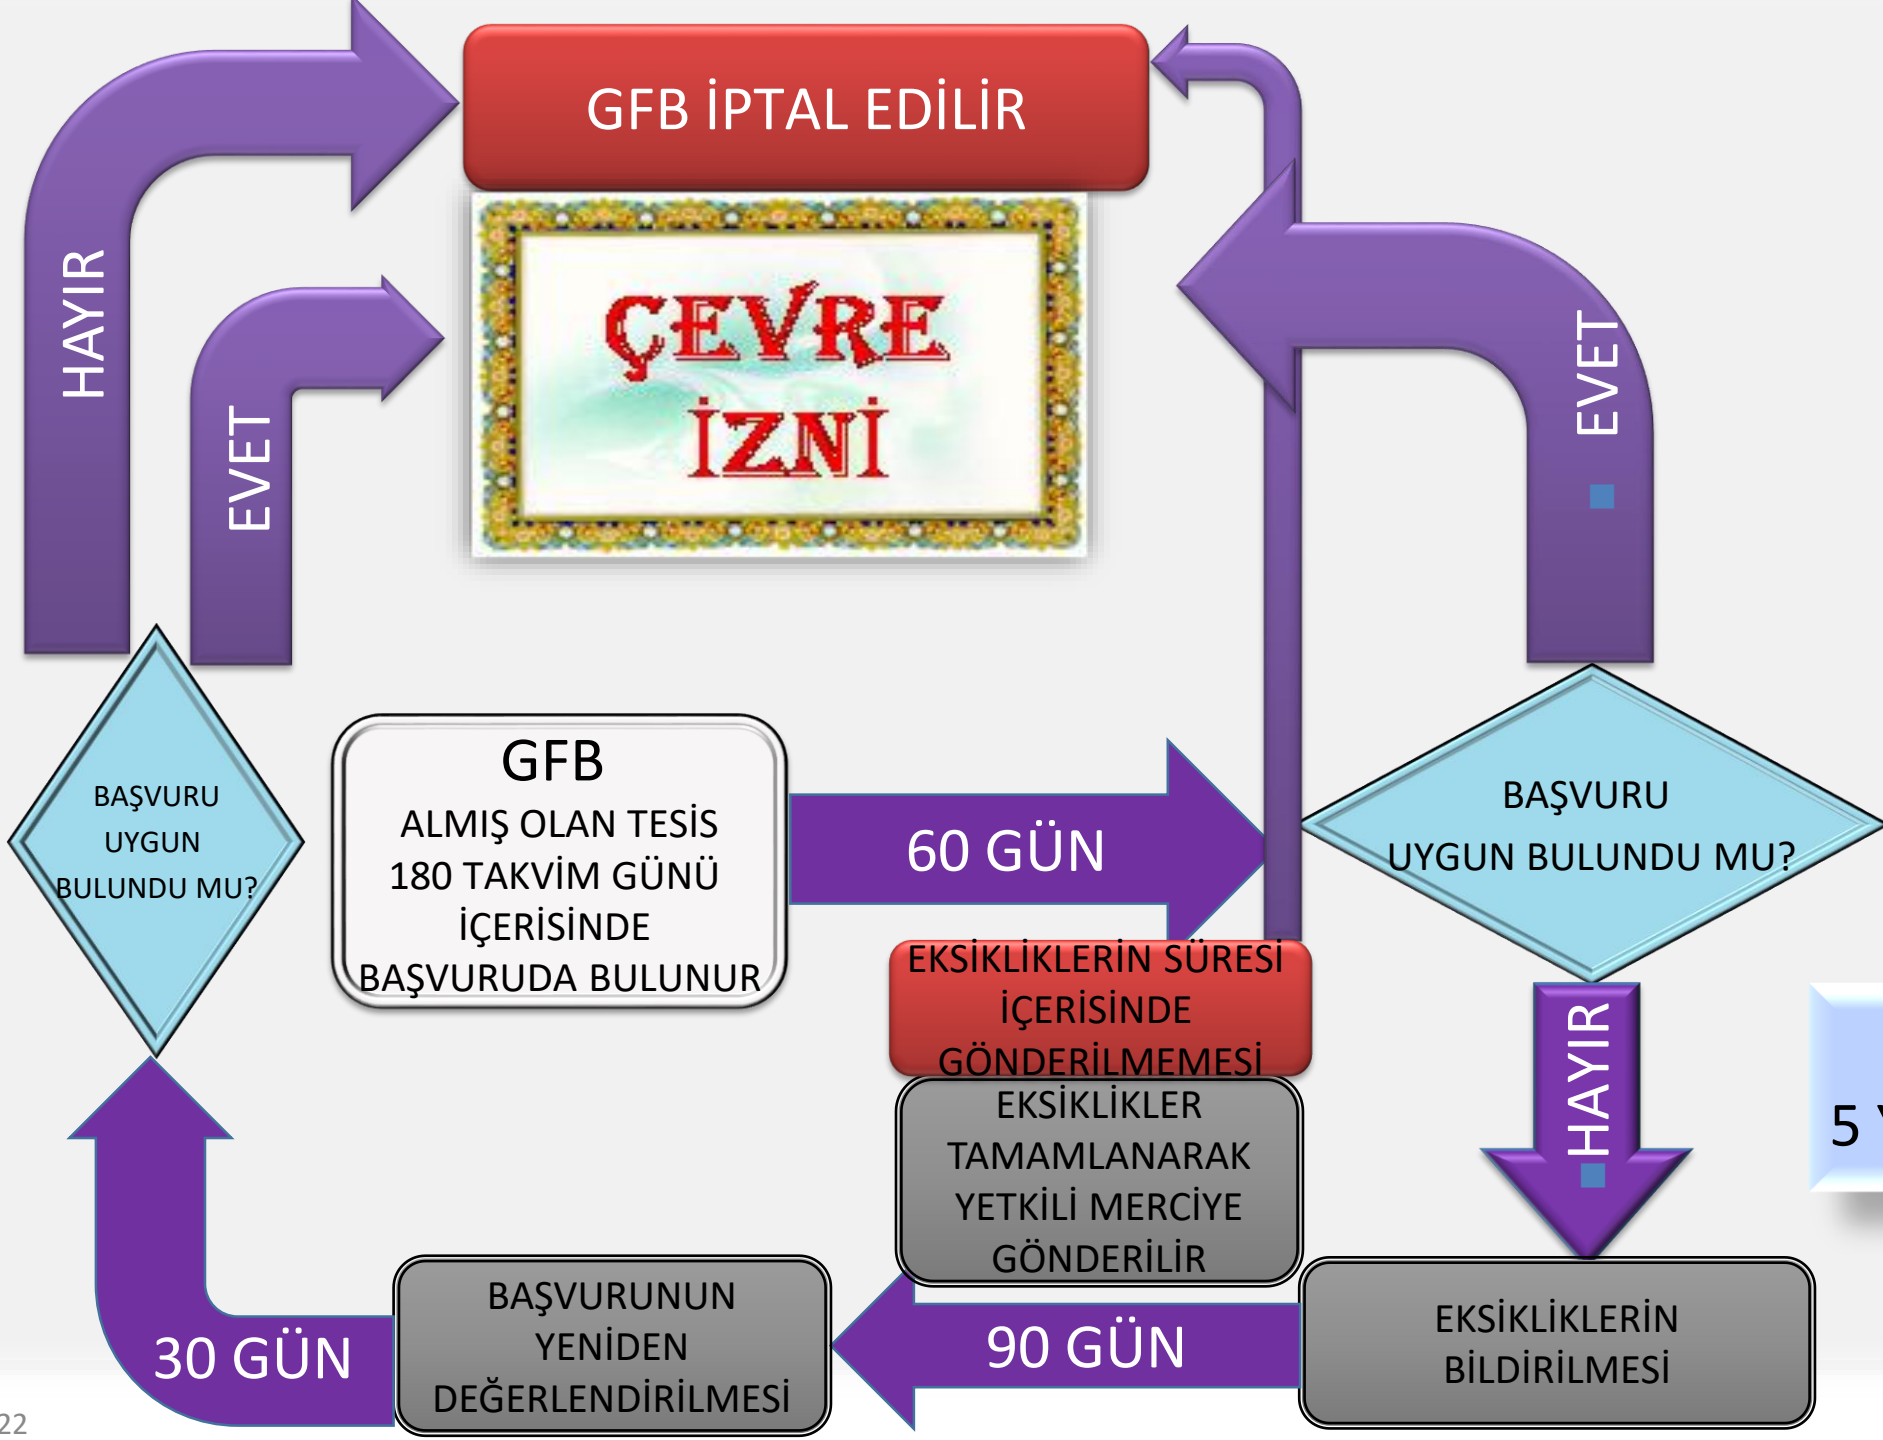 GFB İPTAL EDİLİR
ÇEVRE
İZNİ
HAYIR
EVET
EVET
BAŞVURU
UYGUN
BULUNDU MU?
GFB
ALMIŞ OLAN TESİS
180 TAKVİM GÜNÜ
İÇERİSİNDE
BAŞVURUDA BULUNUR
60 GÜN
BAŞVURU
UYGUN BULUNDU MU?
EKSİKLİKLERİN SÜRESİ
İÇERİSİNDE
GÖNDERİLMEMESİ
EKSİKLİKLER
TAMAMLANARAK
YETKİLİ MERCİYE
GÖNDERİLİR
HAYIR
5
EKSİKLİKLERİN
BİLDİRİLMESİ
90 GÜN
BAŞVURUNUN
YENİDEN
DEĞERLENDİRİLMESİ
30 GÜN
22